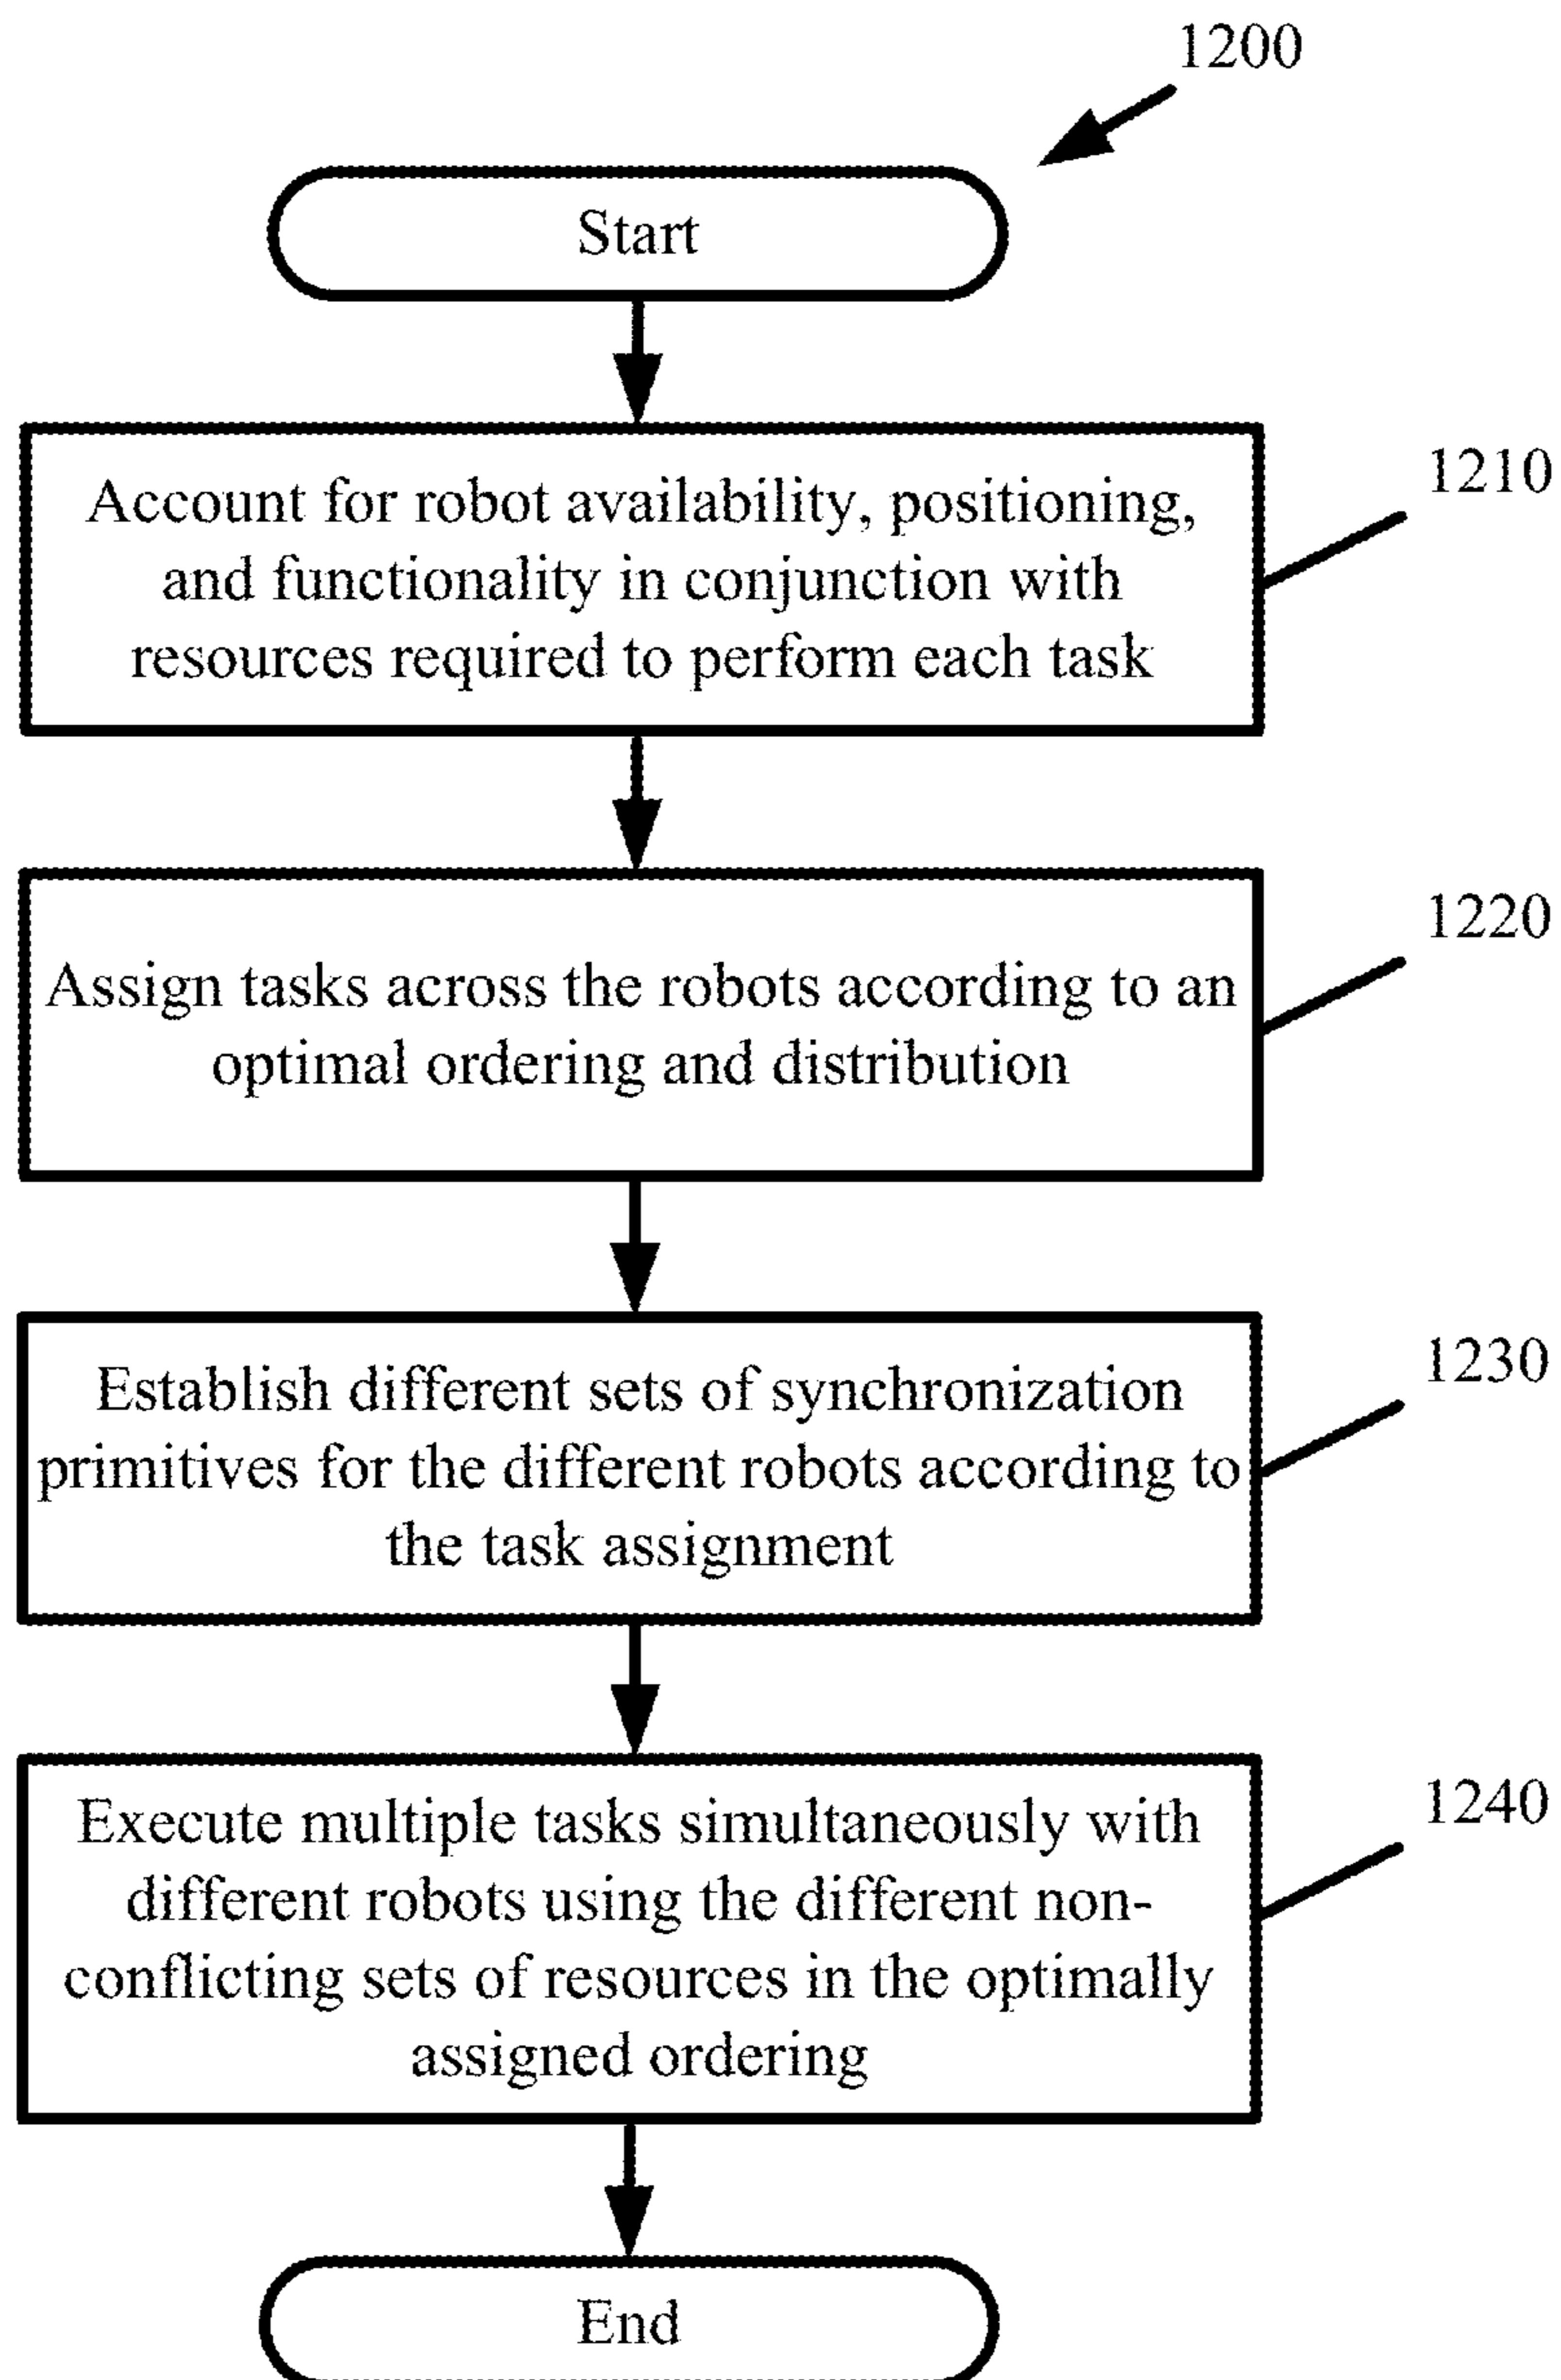 1200
Start
Account for robot availability, positioning,
and functionality in conjunction with
resources required to perform each task
1210
Assign tasks across the robots according to an
optimal ordering and distribution
1220
Establish different sets of synchronization
primitives for the different robots according to
the task assignment
1230
Execute multiple tasks simultaneously with
different robots using the different non-
conflicting sets of resources in the optimally
assigned ordering
1240
End